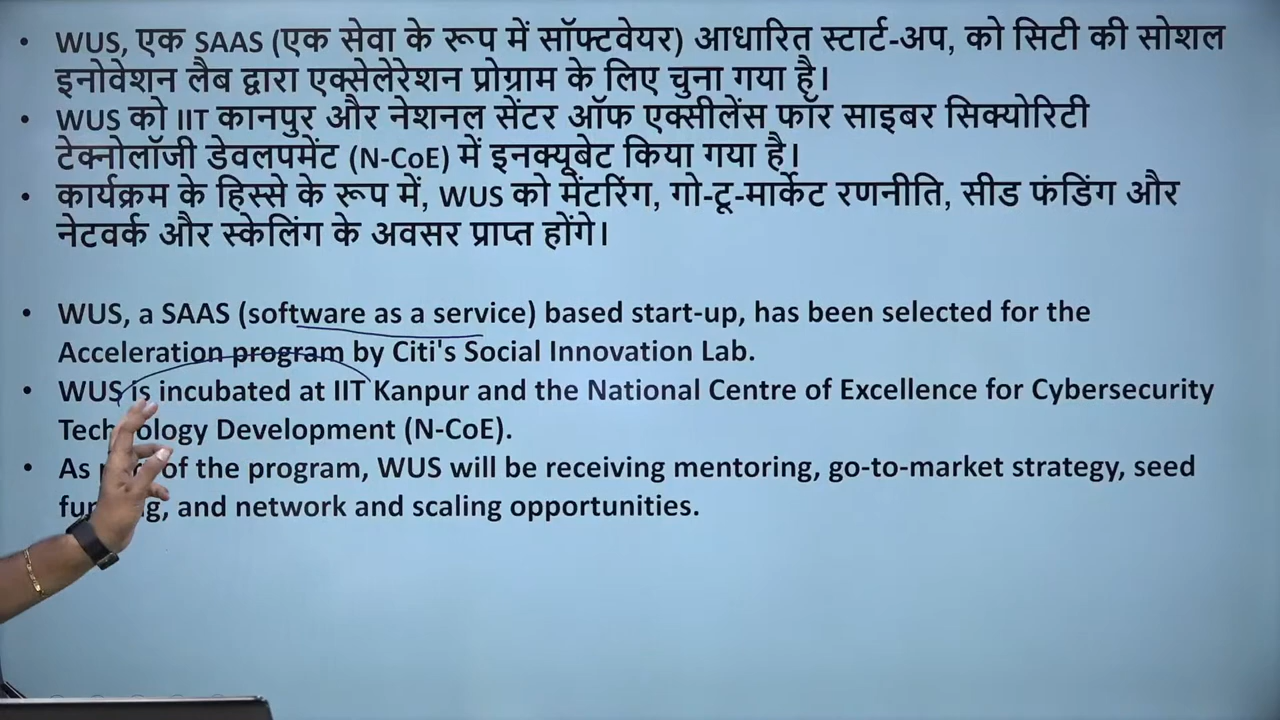 • WUS, एक SAAS (एक सेवा के रूप में सॉफ्टवेयर) आधारित स्टार्ट-अप, को सिटी की सोशल
इनोवेशन लैब द्वारा एक्सेलेरेशन प्रोग्राम के लिए चुना गया है।
• WUS को IIT कानपुर और नेशनल सेंटर ऑफ एक्सीलेंस फॉर साइबर सिक्योरिटी
टेक्नोलॉजी डेवलपमेंट (N-CoE) में इनक्यूबेट किया गया है।
• कार्यक्रम के हिस्से के रूप में, WUS को मेंटरिंग, गो-टू-मार्केट रणनीति, सीड फंडिंग और
नेटवर्क और स्केलिंग के अवसर प्राप्त होंगे।
• WUS, a SAAS (software as a service) based start-up, has been selected for the
Acceleration program by Citi's Social Innovation Lab.
• WUS is incubated at IIT Kanpur and the National Centre of Excellence for Cybersecurity
Development (N-CoE).
• As of the program, WUS will be receiving mentoring, go-to-market strategy, seed
and network and scaling opportunities.